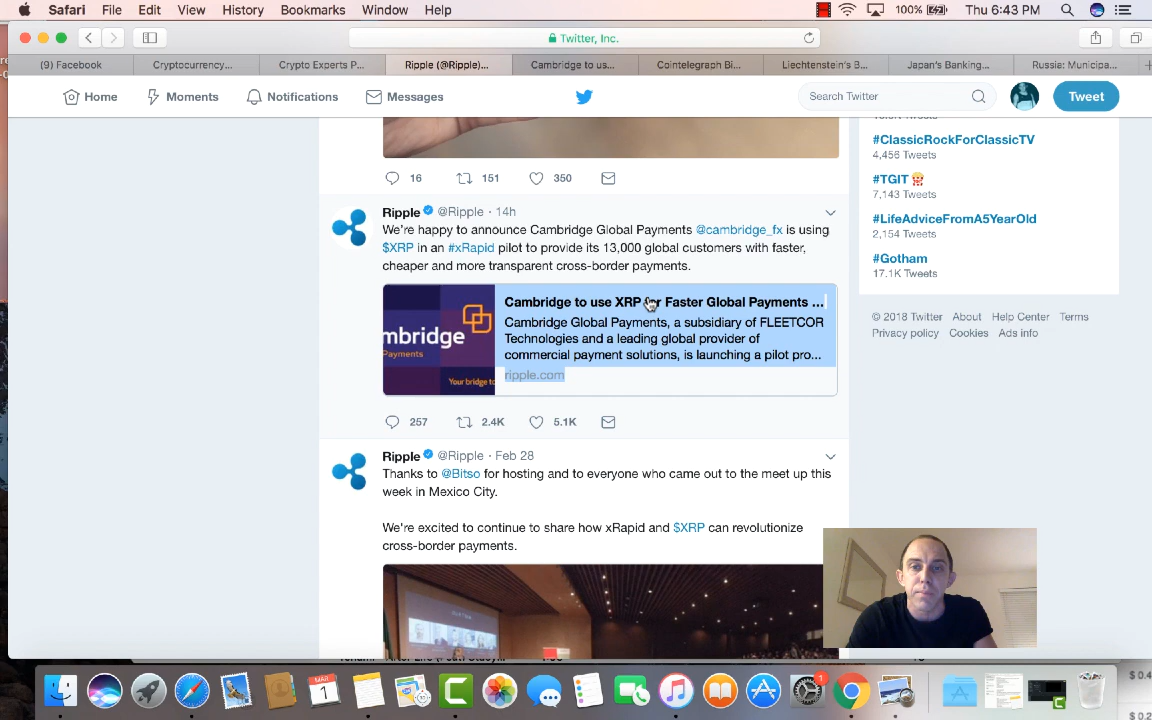 Safari File Edit View History Bookmarks Window Help 100% Thu 6:43 PM
Twitter, Inc.
(9) Facebook Cryptocurrency... Crypto Experts P... Ripple (@Ripple)... Cambridge to us... Cointelegraph Bi... Liechtenstein's B... Japan's Banking... Russia: Municipa...
Home Moments Notifications Messages Search Twitter Tweet
#ClassicRockForClassicTV
4,456 Tweets
#TGIT
7,143 Tweets
#LifeAdviceFromA5YearOld
2,154 Tweets
#Gotham
17.1K Tweets
© 2018 Twitter About Help Center Terms
Privacy policy Cookies Ads info
16 151 350
Ripple @Ripple · 14h
We're happy to announce Cambridge Global Payments @cambridge_fx is using
$XRP in an #xRapid pilot to provide its 13,000 global customers with faster,
cheaper and more transparent cross-border payments.
mbridge
Payments
Your bridge to
Cambridge to use XRP for Faster Global Payments ...
Cambridge Global Payments, a subsidiary of FLEETCOR
Technologies and a leading global provider of
commercial payment solutions, is launching a pilot pro...
ripple.com
257 2.4K 5.1K
Ripple @Ripple · Feb 28
Thanks to @Bitso for hosting and to everyone who came out to the meet up this
week in Mexico City.
We're excited to continue to share how xRapid and $XRP can revolutionize
cross-border payments.
MAR
1
1